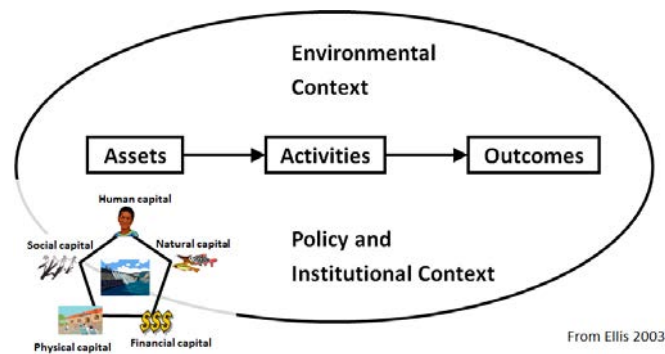 Environmental
Context
Assets
Activities
Outcomes
Human capital
Social capital
Natural capital
Policy and
Institutional Context
$$$
Physical capital
Financial capital
From Ellis 2003